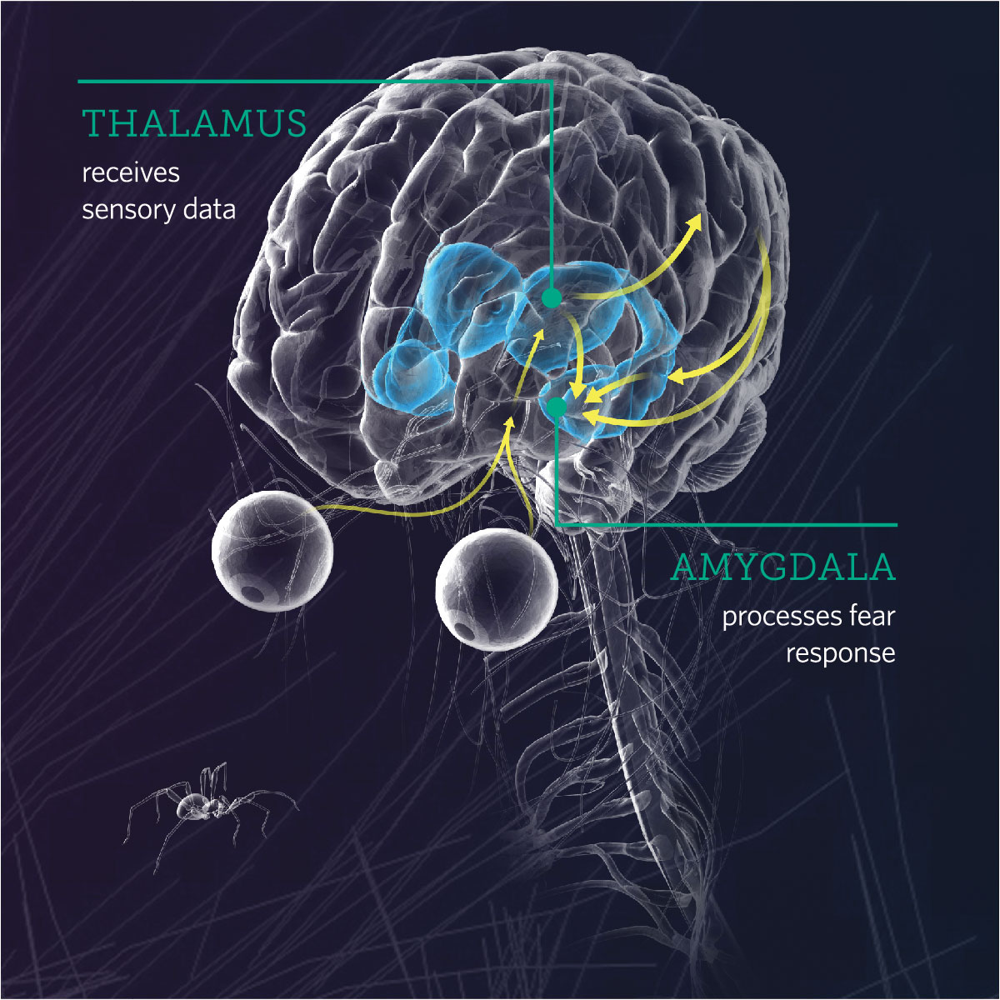 THALAMUS
receives
sensory data
AMYGDALA
processes fear
response